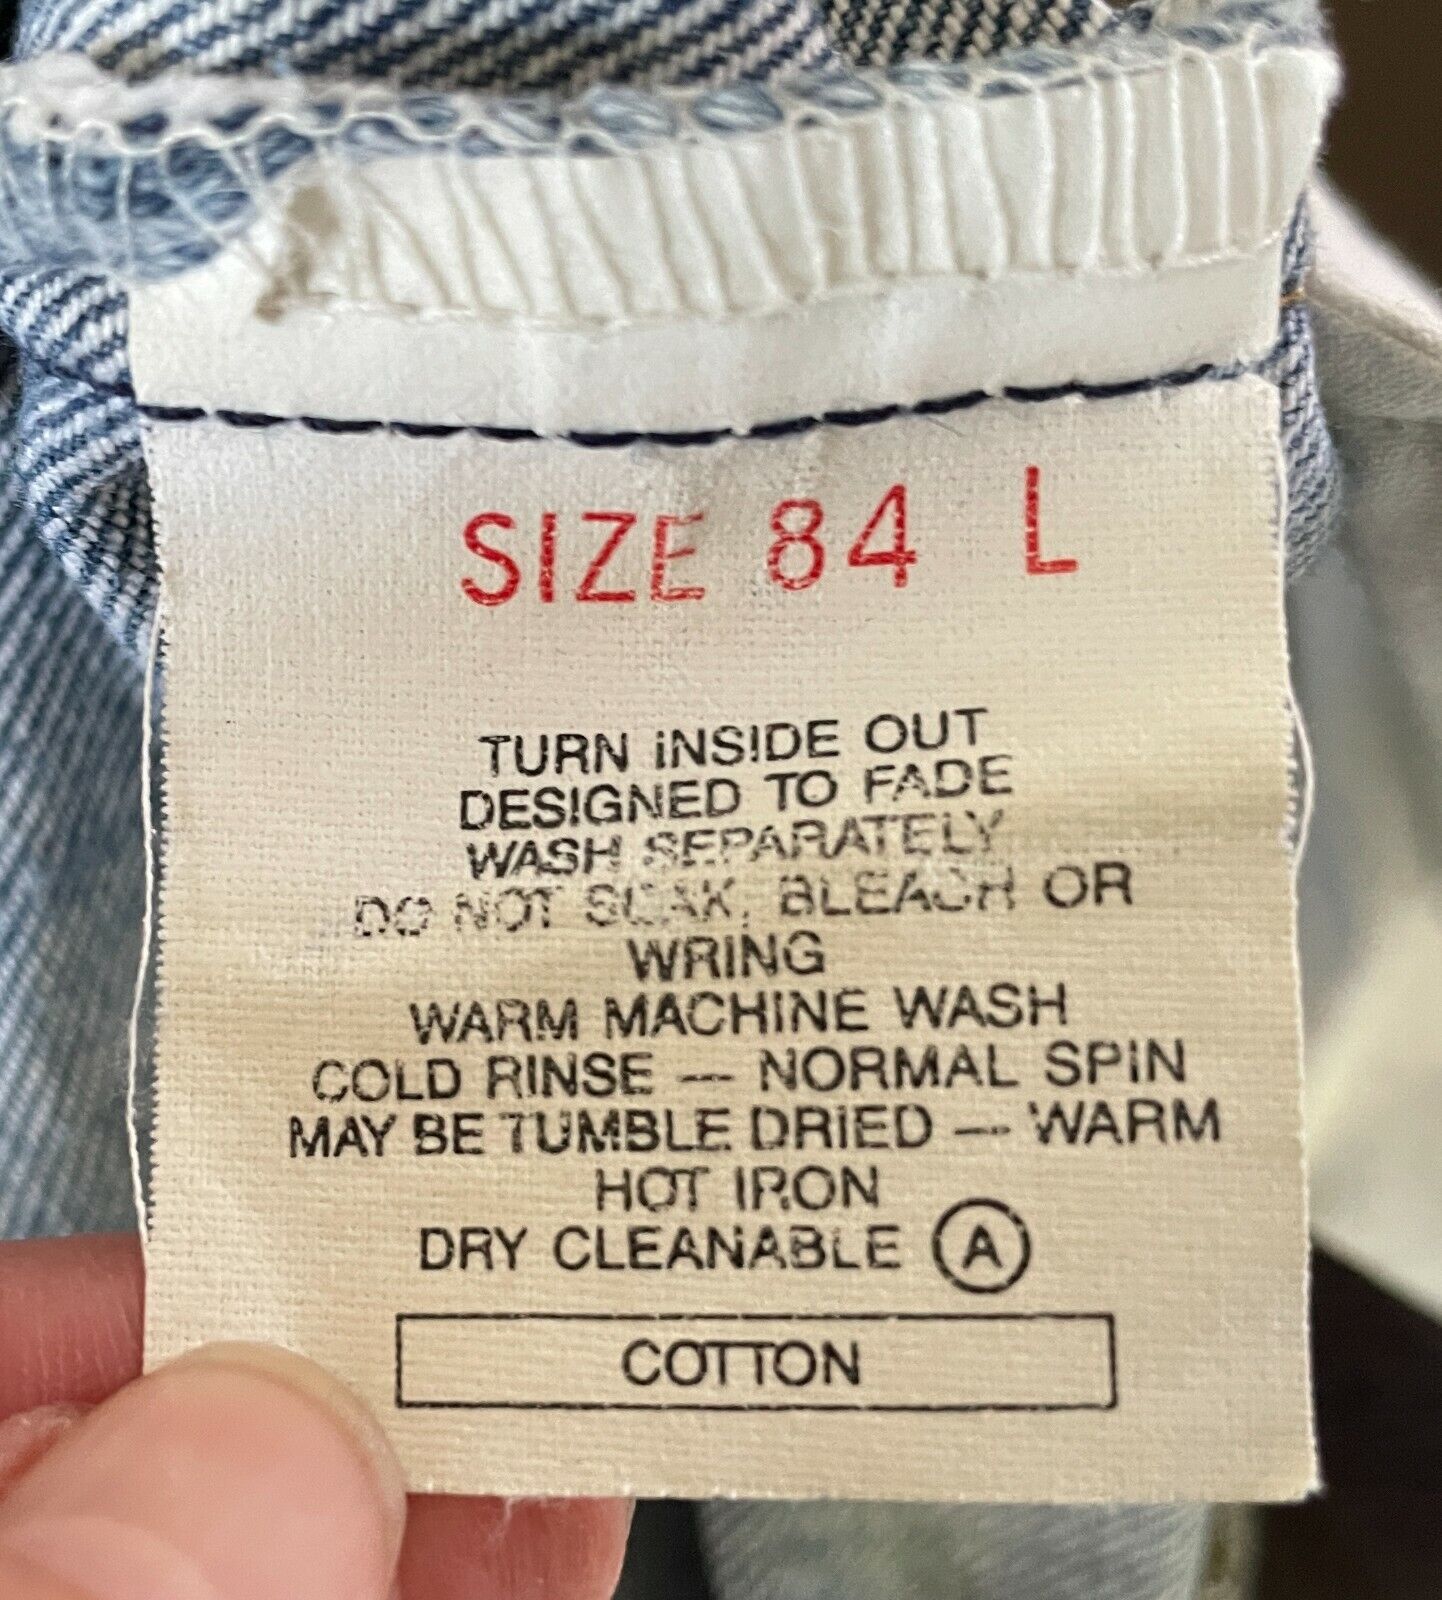 SIZE 84 L
TURN INSIDE OUT
DESIGNED TO FADE
WASH SEPARATELY
DO NOT SOAK, BLEACH OR
WRING
WARM MACHINE WASH
COLD RINSE — NORMAL SPIN
MAY BE TUMBLE DRIED — WARM
HOT IRON
DRY CLEANABLE Ⓐ
COTTON